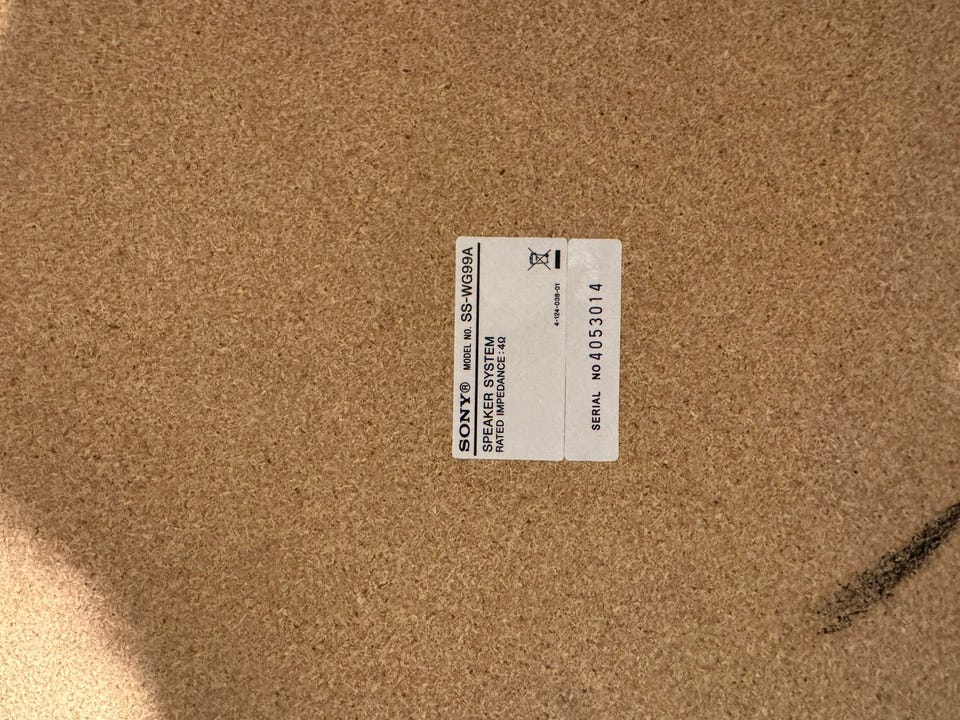 SONY® MODEL NO. SS-WG99A
SPEAKER SYSTEM
RATED IMPEDANCE:4Ω
4-124-038-01
SERIAL NO 4053014